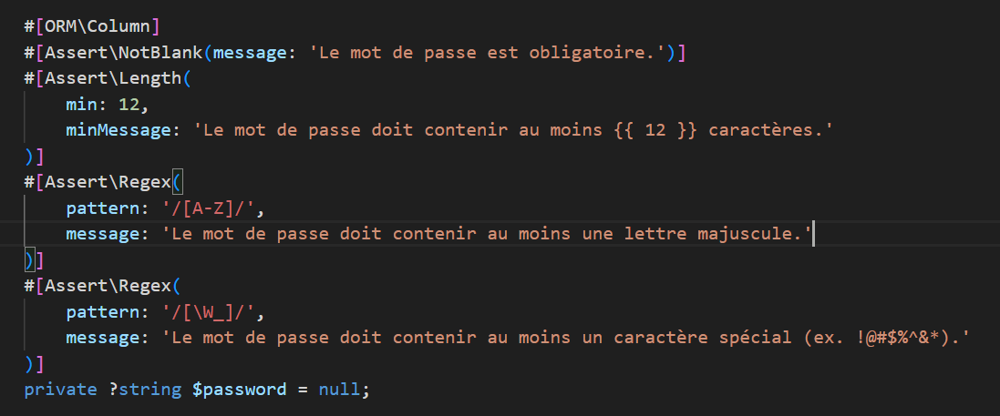 #[ORM\Column]
#[Assert\NotBlank(message: 'Le mot de passe est obligatoire.')]
#[Assert\Length(
    min: 12,
    minMessage: 'Le mot de passe doit contenir au moins {{ 12 }} caractères.'
)]
#[Assert\Regex(
    pattern: '/[A-Z]/',
    message: 'Le mot de passe doit contenir au moins une lettre majuscule.'
)]
#[Assert\Regex(
    pattern: '/[\W_]/',
    message: 'Le mot de passe doit contenir au moins un caractère spécial (ex. !@#$%^&*).'
)]
private ?string $password = null;